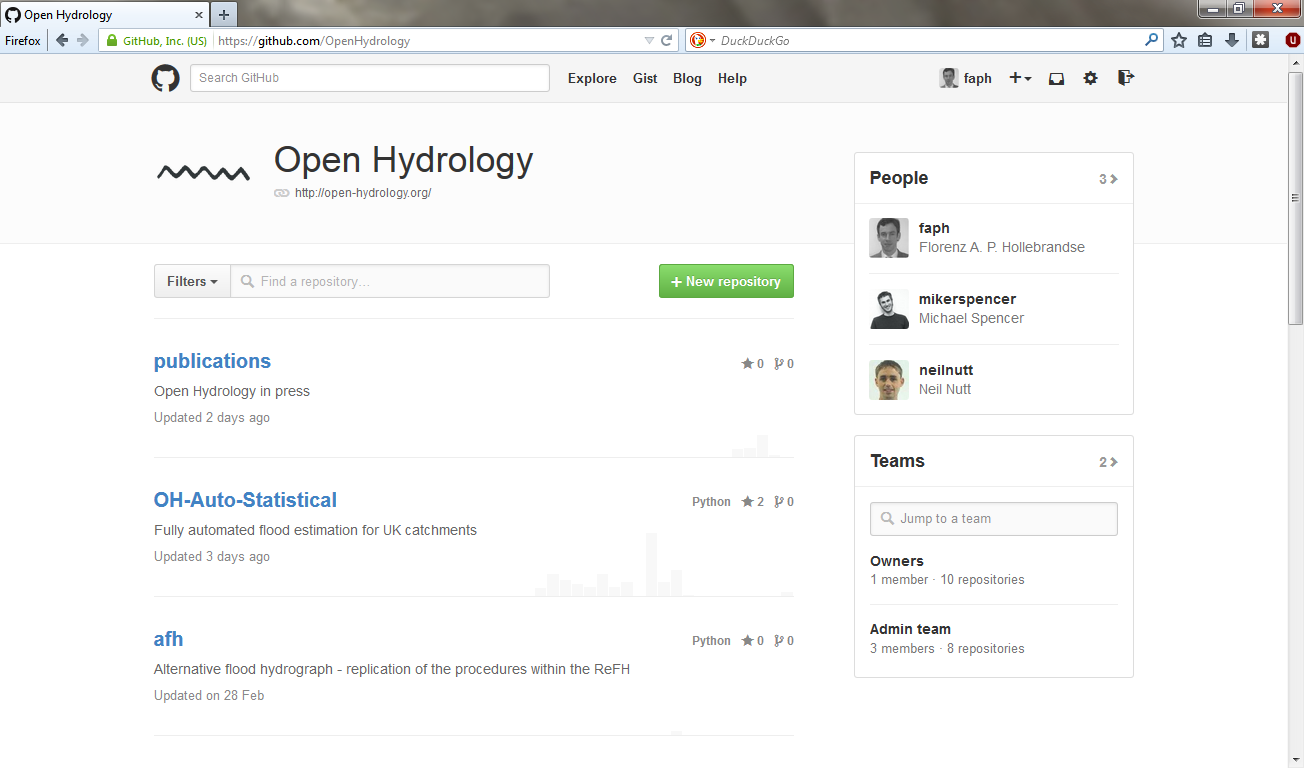 Open Hydrology
Firefox
GitHub, Inc. (US)
https://github.com/OpenHydrology
DuckDuckGo
Search GitHub
Explore
Gist
Blog
Help
faph
Open Hydrology
http://open-hydrology.org/
Filters
Find a repository...
New repository
publications
0
0
Open Hydrology in press
Updated 2 days ago
OH-Auto-Statistical
Python
2
0
Fully automated flood estimation for UK catchments
Updated 3 days ago
afh
Python
0
0
Alternative flood hydrograph - replication of the procedures within the ReFH
Updated on 28 Feb
People
3
faph
Florenz A. P. Hollebrandse
mikerspencer
Michael Spencer
neilnutt
Neil Nutt
Teams
2
Jump to a team
Owners
1 member · 10 repositories
Admin team
3 members · 8 repositories